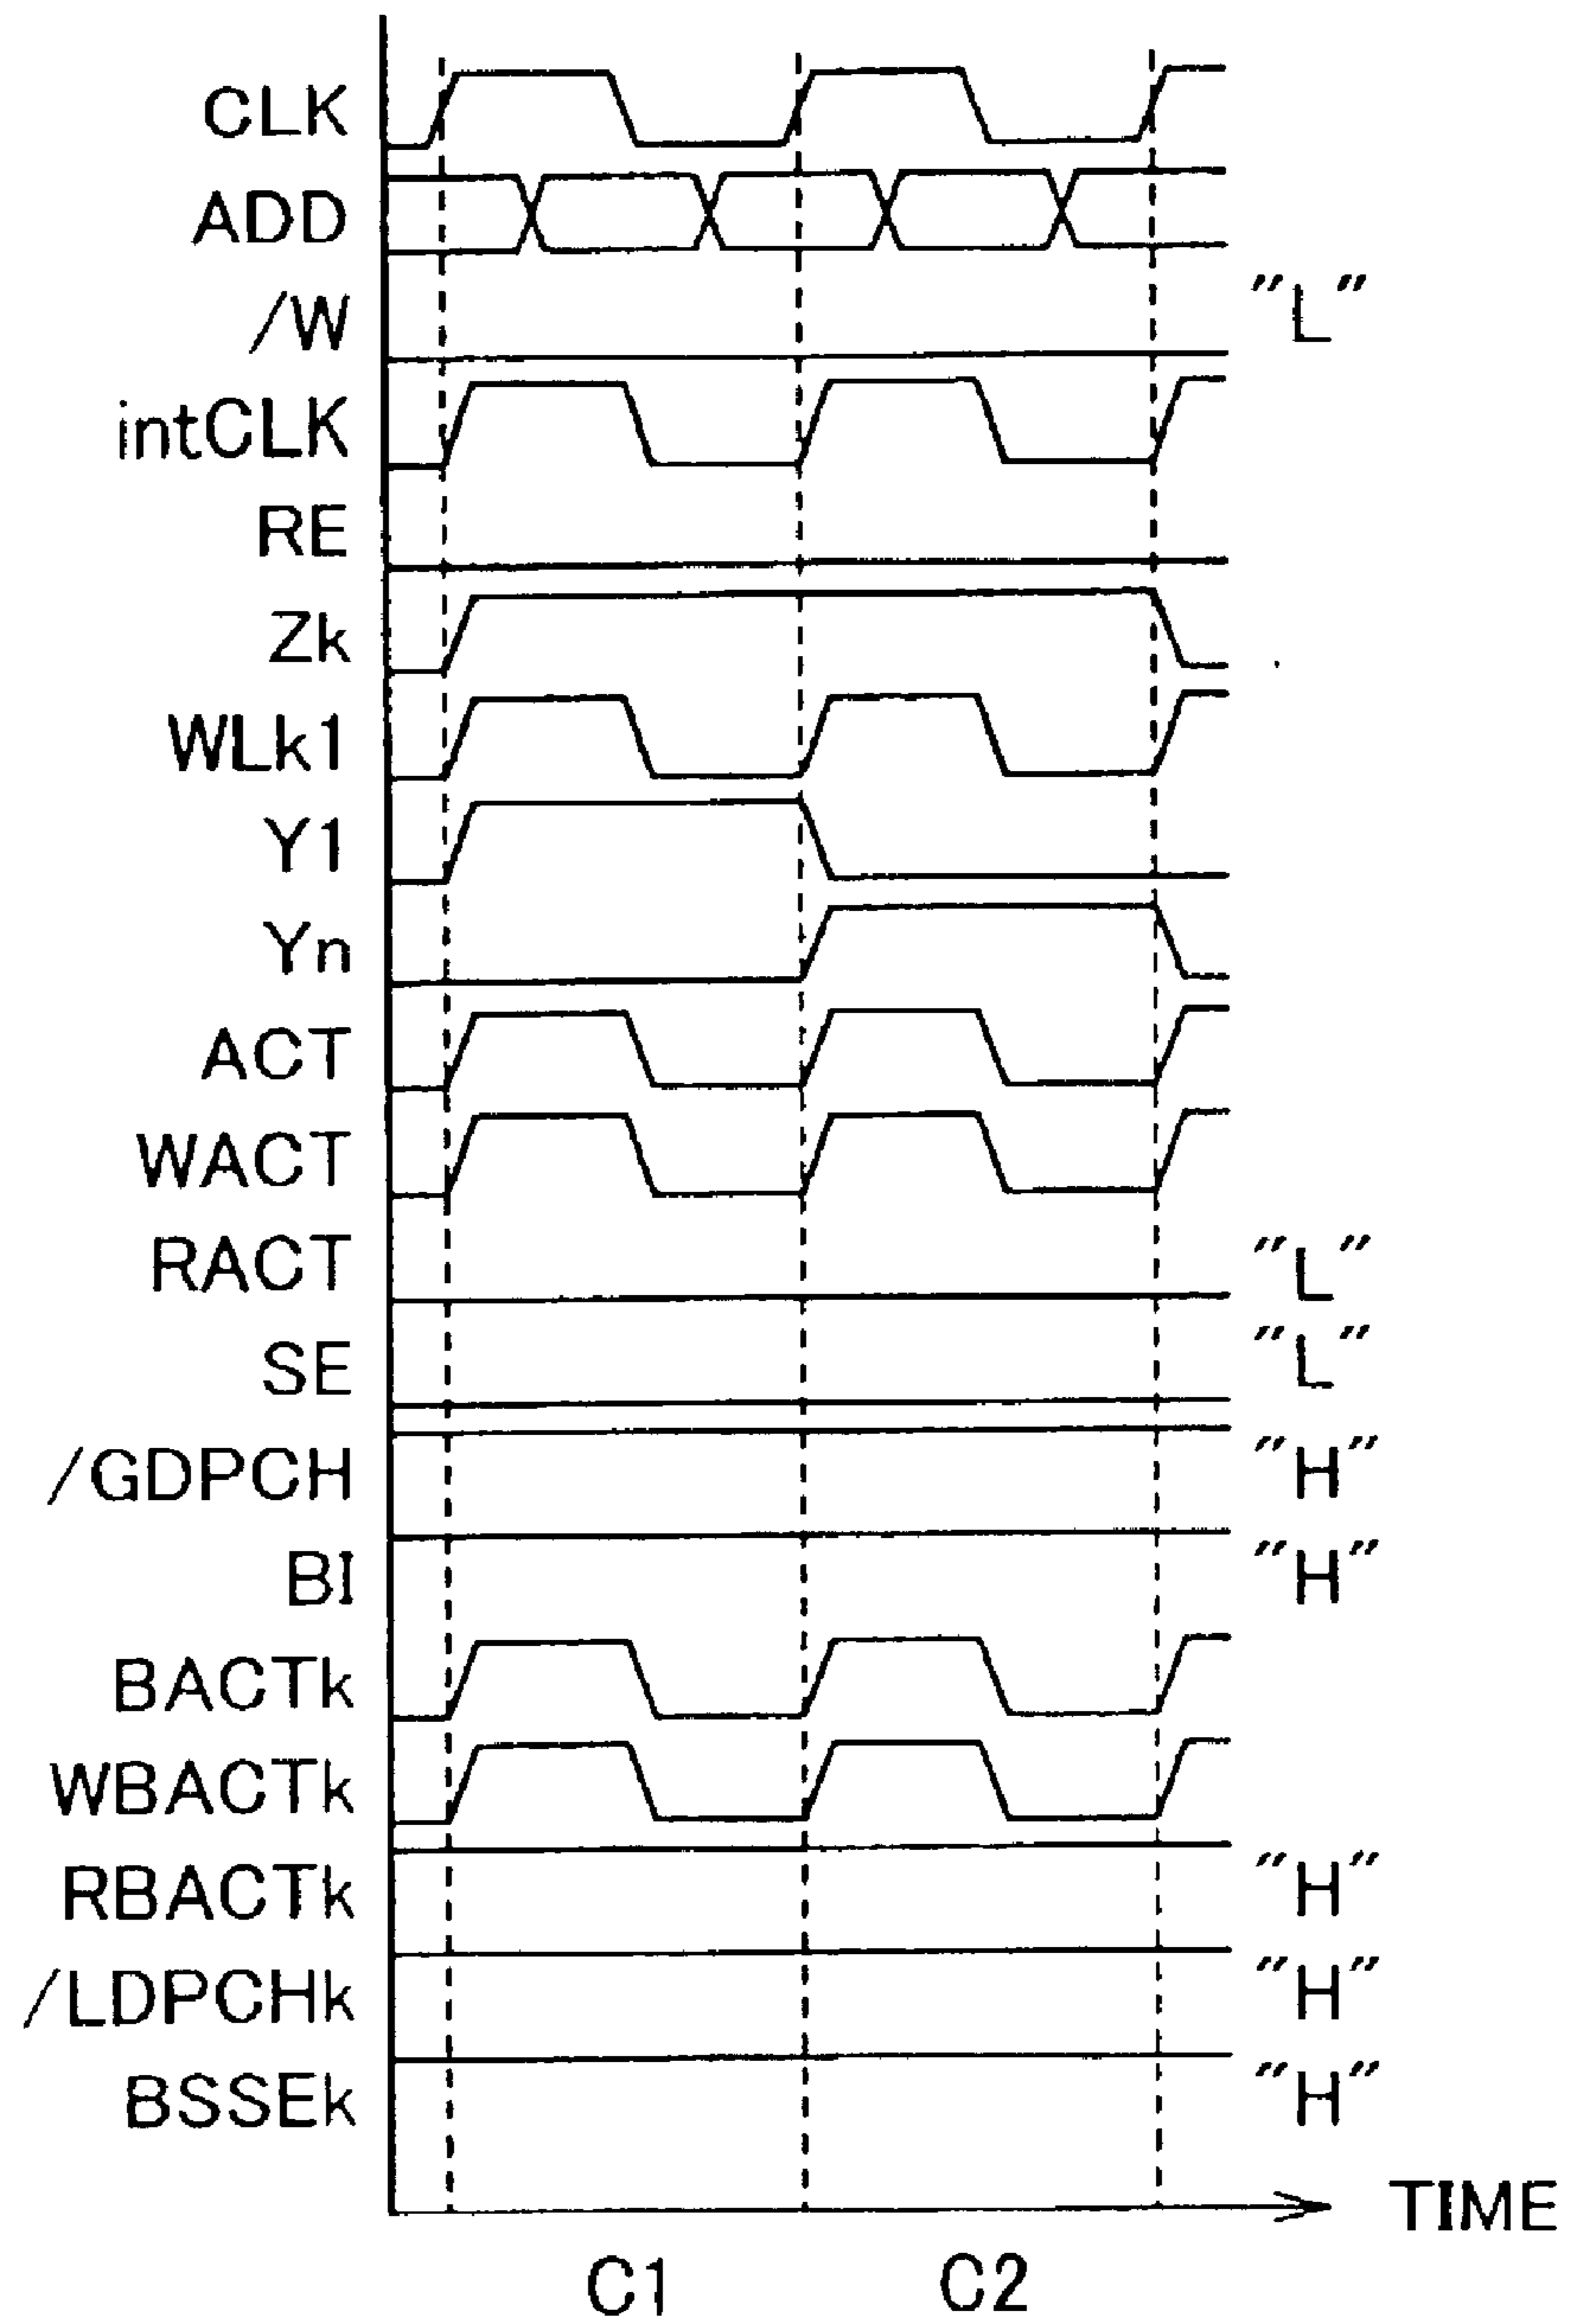 CLK
ADD
/W "L"
intCLK
RE
Zk
WLk1
Y1
Yn
ACT
WACT
RACT "L"
SE "L"
/GDPCH "H"
BI "H"
BACTk
WBACTk
RBACTk "H"
/LDPCHk "H"
BSSEk "H"
TIME
C1 C2